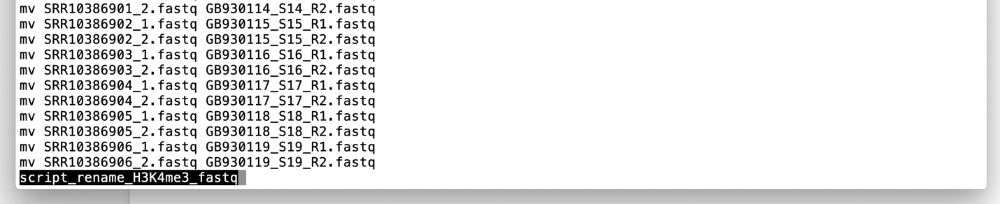 mv SRR10386901_2.fastq GB930114_S14_R2.fastq
mv SRR10386902_1.fastq GB930115_S15_R1.fastq
mv SRR10386902_2.fastq GB930115_S15_R2.fastq
mv SRR10386903_1.fastq GB930116_S16_R1.fastq
mv SRR10386903_2.fastq GB930116_S16_R2.fastq
mv SRR10386904_1.fastq GB930117_S17_R1.fastq
mv SRR10386904_2.fastq GB930117_S17_R2.fastq
mv SRR10386905_1.fastq GB930118_S18_R1.fastq
mv SRR10386905_2.fastq GB930118_S18_R2.fastq
mv SRR10386906_1.fastq GB930119_S19_R1.fastq
mv SRR10386906_2.fastq GB930119_S19_R2.fastq
script_rename_H3K4me3_fastq